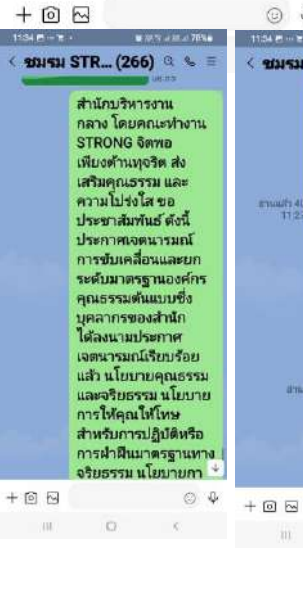 11:34
78%
< ชมรม STR... (266)
สำนักบริหารงาน
กลาง โดยคณะทำงาน
STRONG จิตพอ
เพียงต้านทุจริต ส่ง
เสริมคุณธรรม และ
ความโปร่งใส ขอ
ประชาสัมพันธ์ ดังนี้
ประกาศเจตนารมณ์
การขับเคลื่อนและยก
ระดับมาตรฐานองค์กร
คุณธรรมต้นแบบซึ่ง
บุคลากรของสำนัก
ได้ลงนามประกาศ
เจตนารมณ์เรียบร้อย
แล้ว นโยบายคุณธรรม
และจริยธรรม นโยบาย
การให้คุณให้โทษ
สำหรับการปฏิบัติหรือ
การฝ่าฝืนมาตรฐานทาง
จริยธรรม นโยบายกา
11:34
< ชมรม